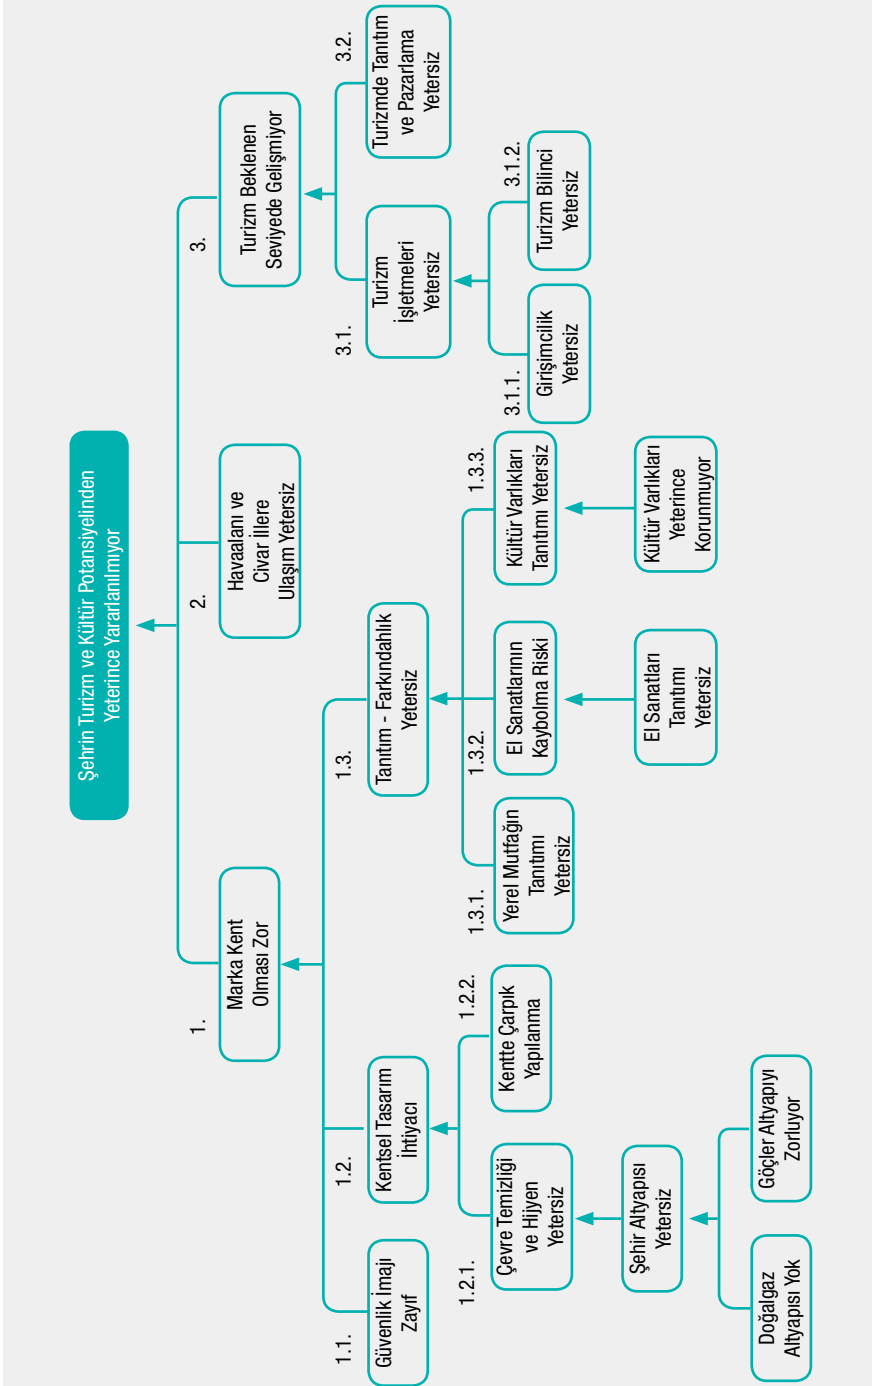 Şehrin Turizm ve Kültür Potansiyelinden
Yeterince Yararlanılmıyor
1.
Marka Kent
Olması Zor
2.
Havaalanı ve
Civar İllere
Ulaşım Yetersiz
3.
Turizm Beklenen
Seviyede Gelişmiyor
1.1.
Güvenlik İmajı
Zayıf
1.2.
Kentsel Tasarım
İhtiyacı
1.3.
Tanıtım - Farkındahlık
Yetersiz
3.1.
Turizm
İşletmeleri
Yetersiz
3.2.
Turizmde Tanıtım
ve Pazarlama
Yetersiz
1.2.1.
Çevre Temizliği
ve Hijyen
Yetersiz
1.2.2.
Kentte Çarpık
Yapılanma
1.3.1.
Yerel Mutfağın
Tanıtımı
Yetersiz
1.3.2.
El Sanatlarının
Kaybolma Riski
1.3.3.
Kültür Varlıkları
Tanıtımı Yetersiz
3.1.1.
Girişimcilik
Yetersiz
3.1.2.
Turizm Bilinci
Yetersiz
Şehir Altyapısı
Yetersiz
El Sanatları
Tanıtımı
Yetersiz
Kültür Varlıkları
Yeterince
Korunmuyor
Doğalgaz
Altyapısı Yok
Göçler Altyapıyı
Zorluyor